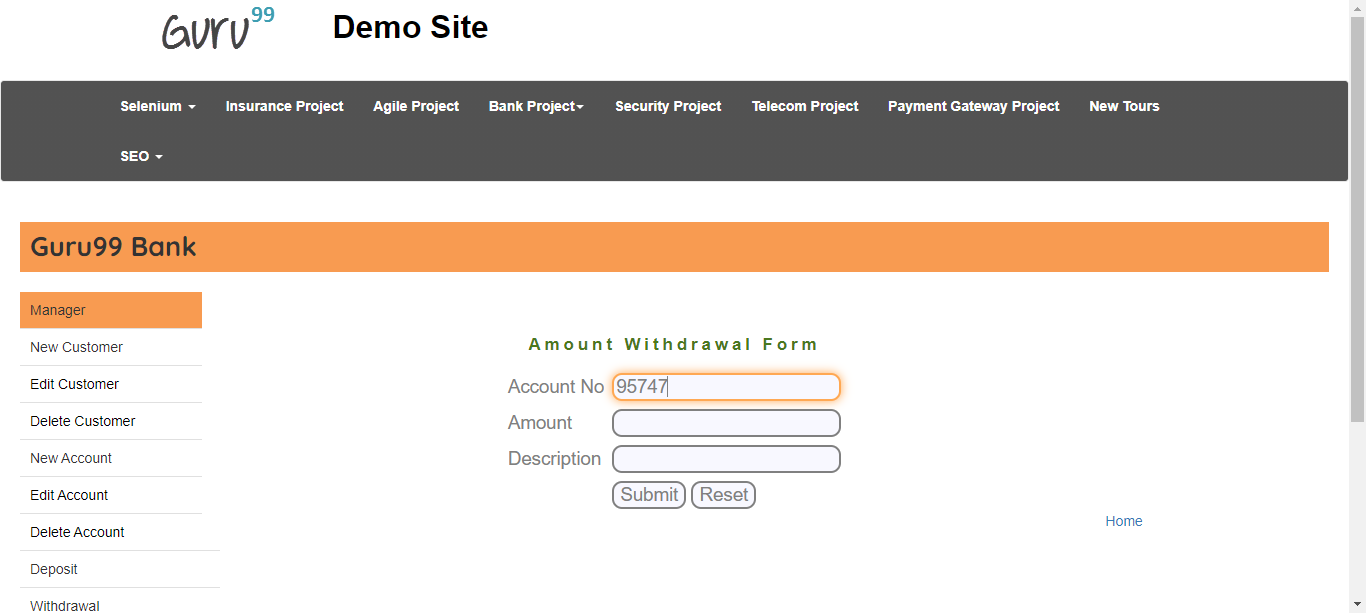 Guru99 Demo Site
Selenium Insurance Project Agile Project Bank Project Security Project Telecom Project Payment Gateway Project New Tours
SEO
Guru99 Bank
Manager
New Customer
Edit Customer
Delete Customer
New Account
Edit Account
Delete Account
Deposit
Withdrawal
Amount Withdrawal Form
Account No 95747
Amount
Description
Submit Reset
Home